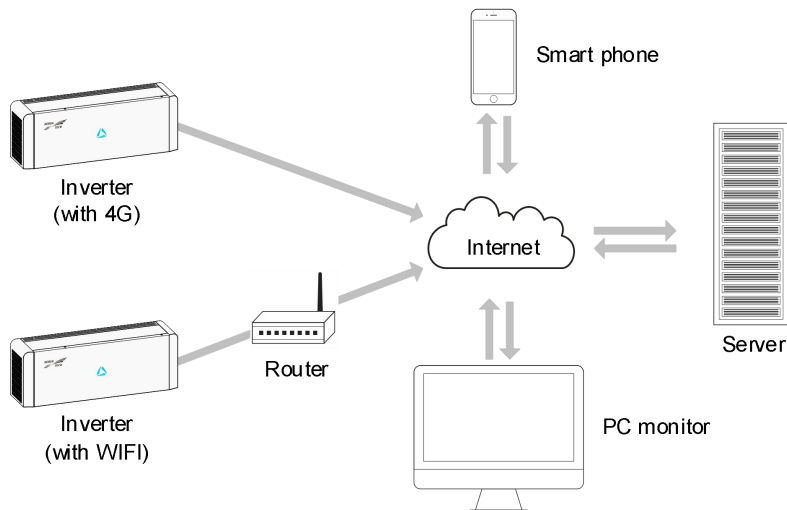 Smart phone
Inverter
(with 4G)
Internet
Router
Server
Inverter
(with WIFI)
PC monitor